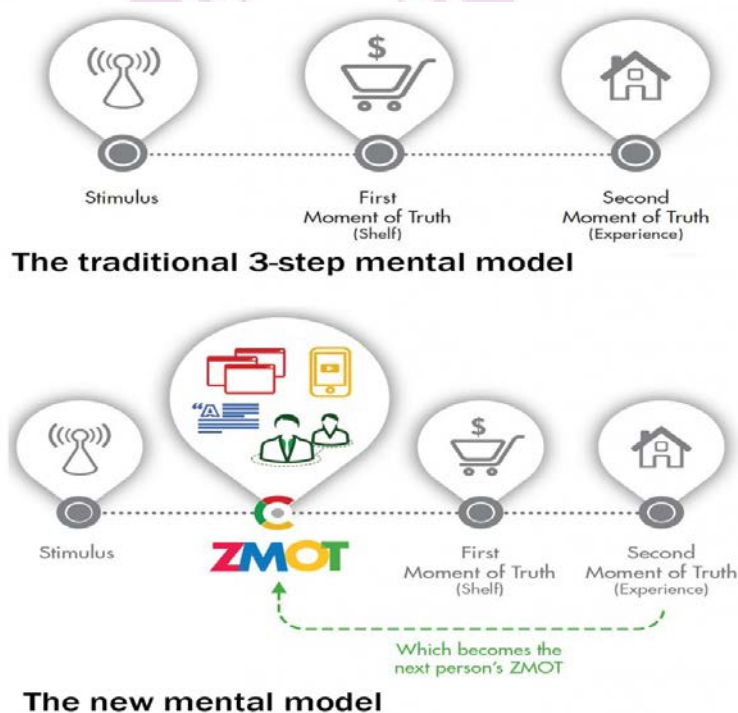 $
Stimulus
First
Moment of Truth
(Shelf)
Second
Moment of Truth
(Experience)
The traditional 3-step mental model
“A
$
Stimulus
ZMOT
First
Moment of Truth
(Shelf)
Second
Moment of Truth
(Experience)
Which becomes the
next person's ZMOT
The new mental model